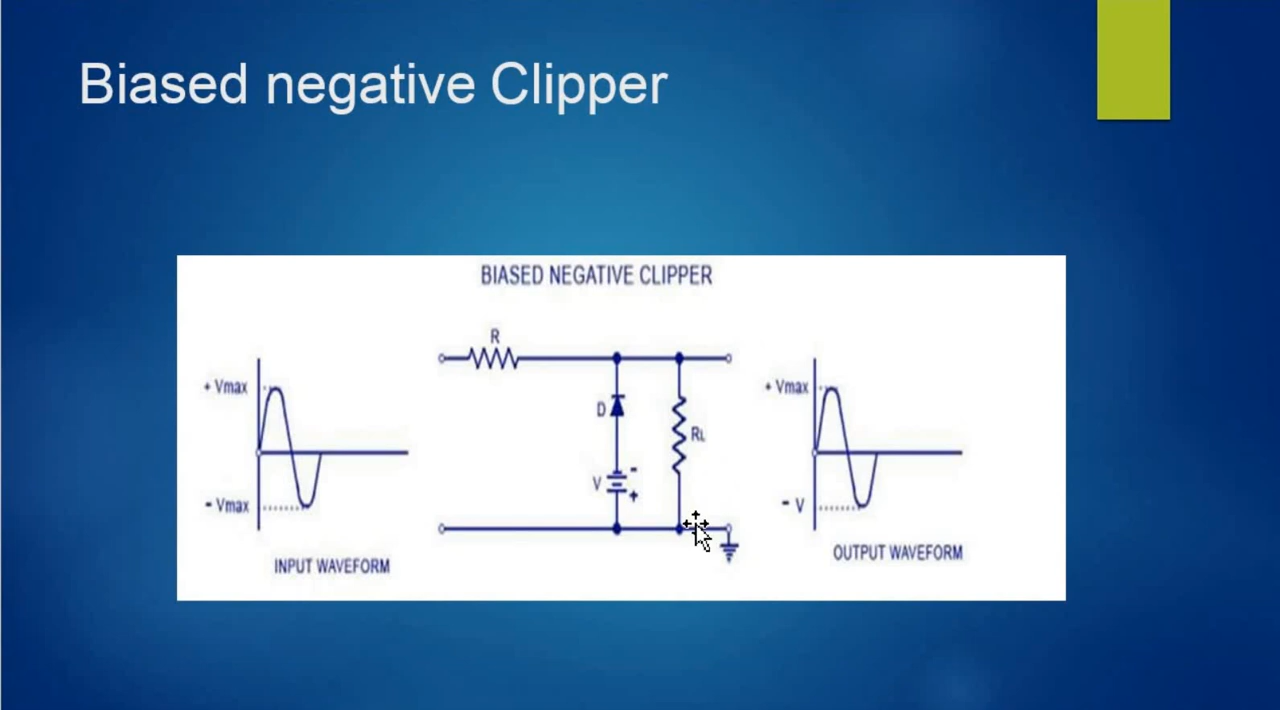 Biased negative Clipper
BIASED NEGATIVE CLIPPER
R
+ Vmax
+ Vmax
D
RL
V
-
+
- Vmax
- V
INPUT WAVEFORM
OUTPUT WAVEFORM